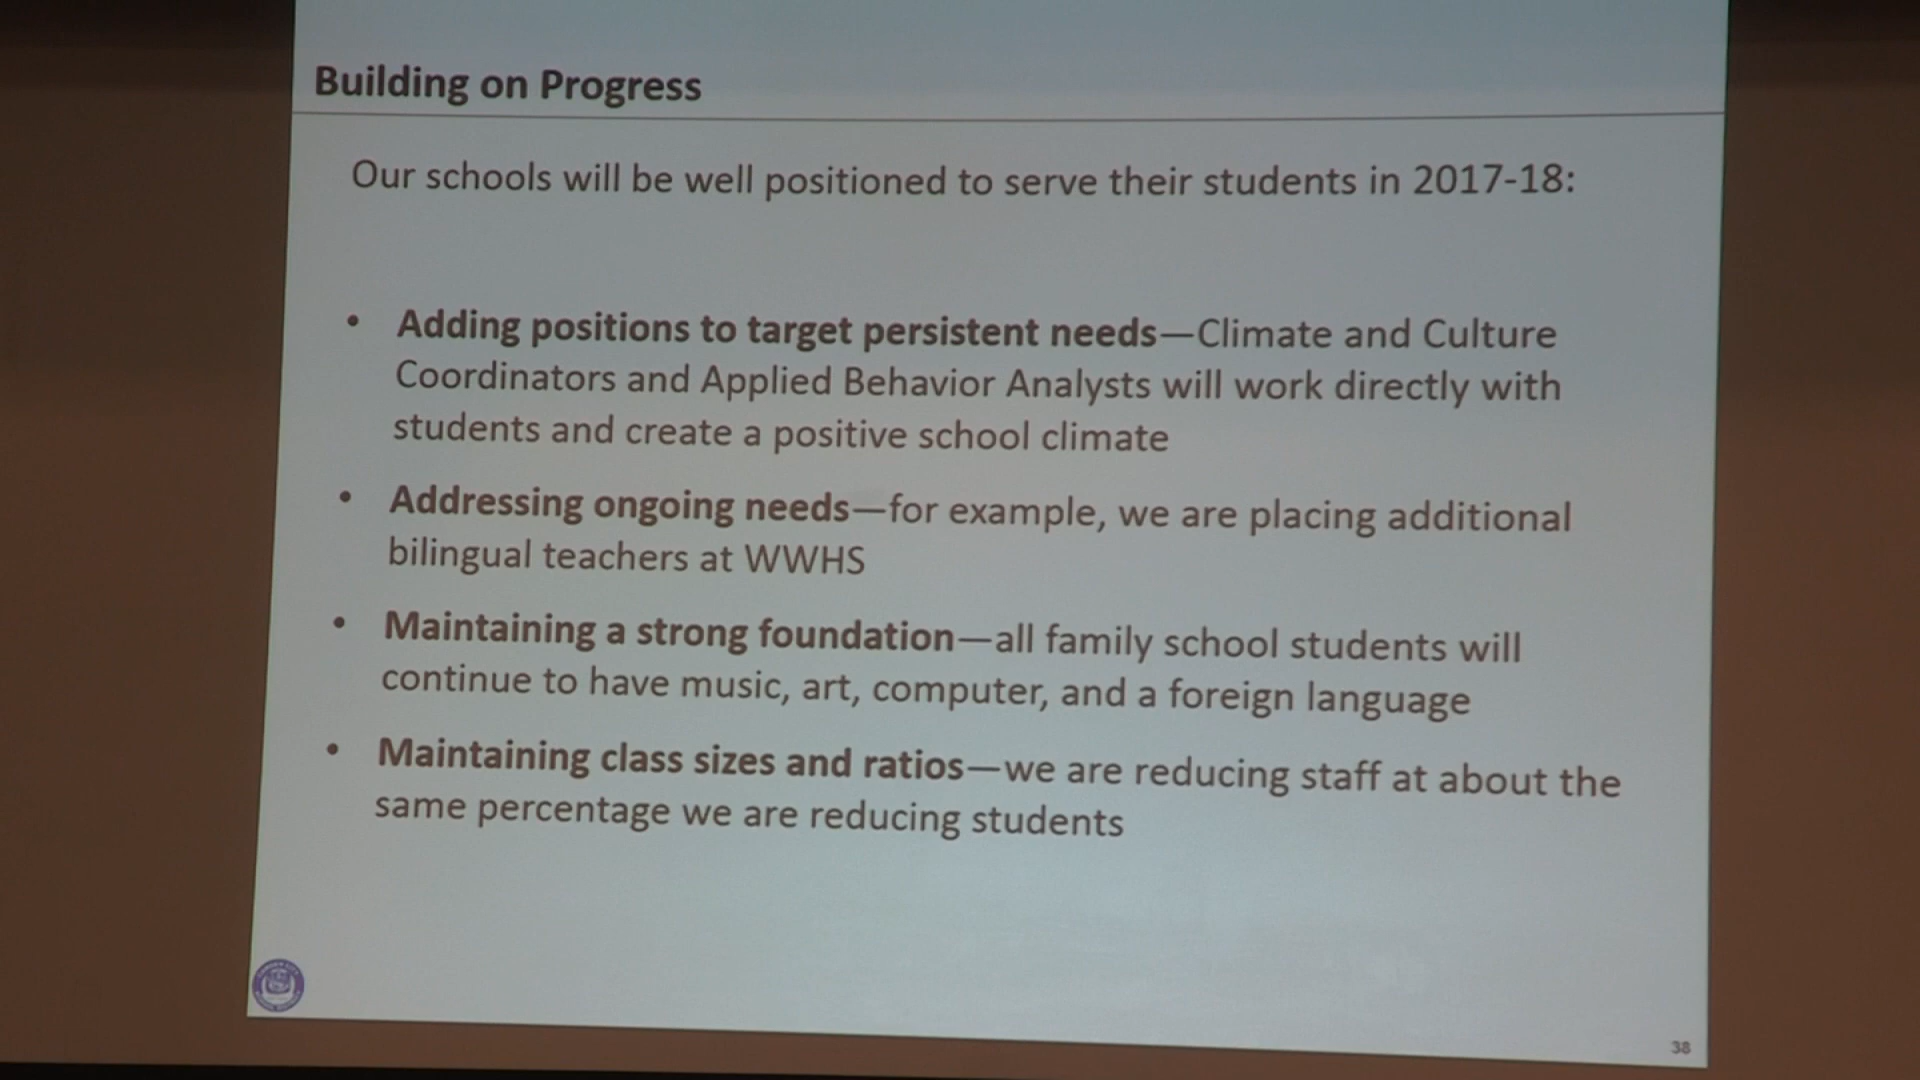 Building on Progress
Our schools will be well positioned to serve their students in 2017-18:
• Adding positions to target persistent needs—Climate and Culture
Coordinators and Applied Behavior Analysts will work directly with
students and create a positive school climate
• Addressing ongoing needs—for example, we are placing additional
bilingual teachers at WWHS
• Maintaining a strong foundation—all family school students will
continue to have music, art, computer, and a foreign language
• Maintaining class sizes and ratios—we are reducing staff at about the
same percentage we are reducing students
38